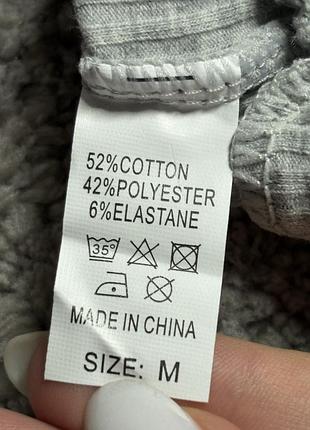 52%COTTON
42%POLYESTER
6%ELASTANE
35°
MADE IN CHINA
SIZE: M